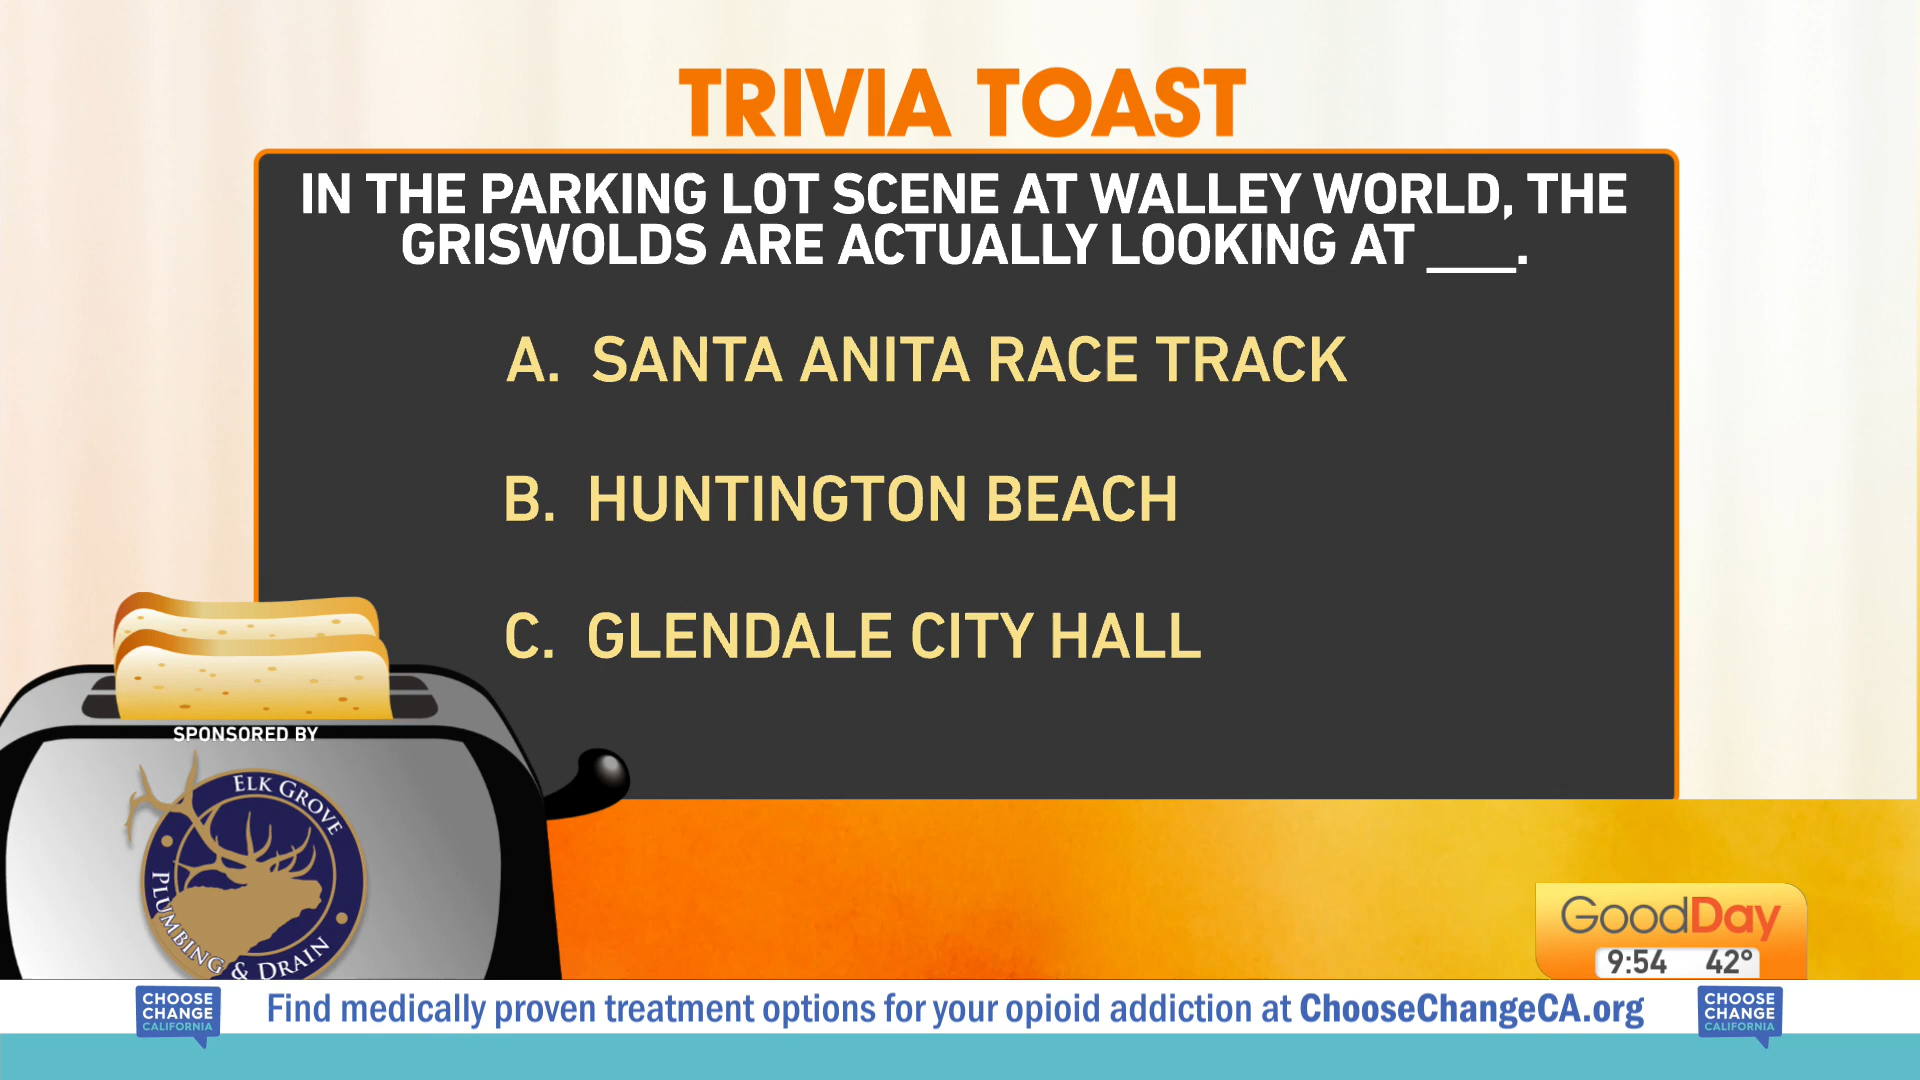 TRIVIA TOAST
IN THE PARKING LOT SCENE AT WALLEY WORLD, THE
GRISWOLDS ARE ACTUALLY LOOKING AT ____.
A. SANTA ANITA RACE TRACK
B. HUNTINGTON BEACH
C. GLENDALE CITY HALL
SPONSORED BY
ELK GROVE
PLUMBING & DRAIN
GoodDay
9:54 42°
CHOOSE
CHANGE
CALIFORNIA
Find medically proven treatment options for your opioid addiction at ChooseChangeCA.org
CHOOSE
CHANGE
CALIFORNIA